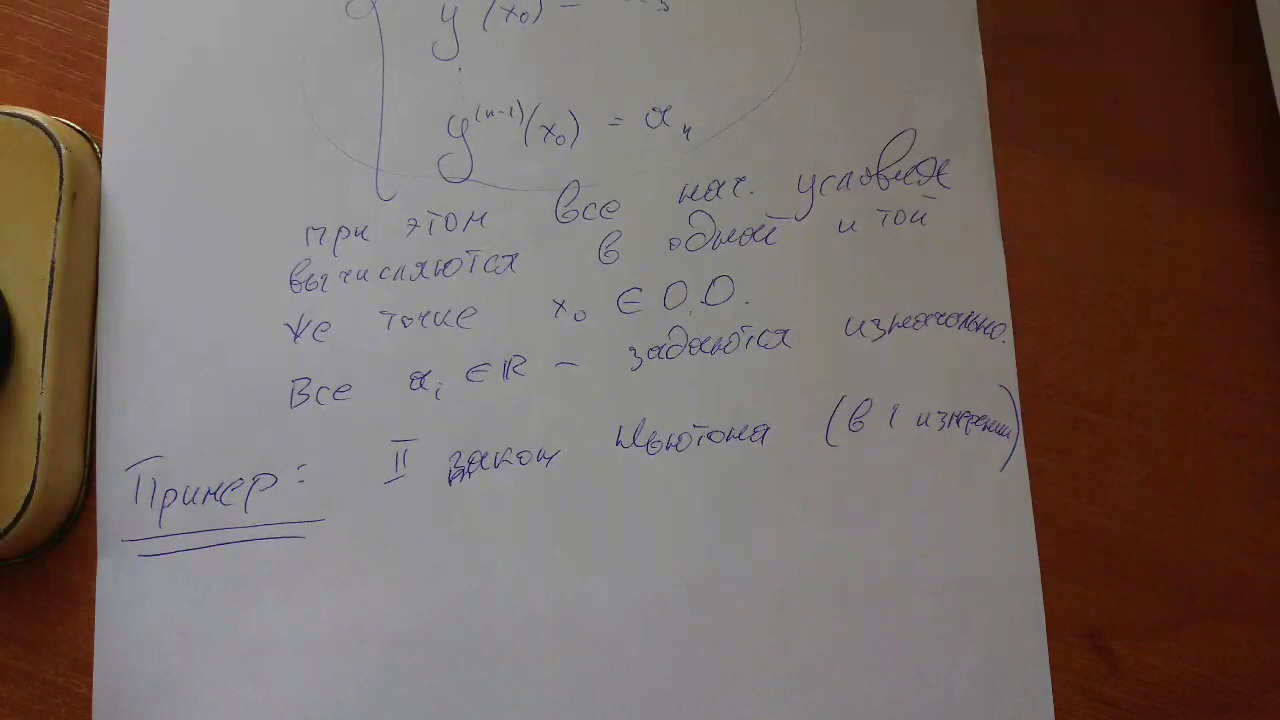 y (x₀) =
y⁽ⁿ⁻¹⁾(x₀) = αₙ
при этом все нач. условия
вычисляются в одной и той
же точке x₀ ∈ O.O.
Все αᵢ ∈ ℝ – задаются изначально.
Пример: II закон Ньютона (в 1 измерении)